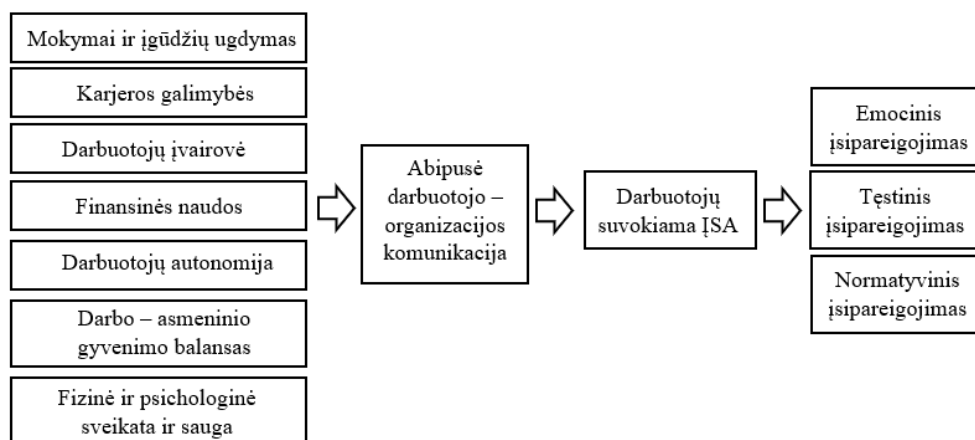 Mokymai ir įgūdžių ugdymas
Karjeros galimybės
Darbuotojų įvairovė
Finansinės naudos
Darbuotojų autonomija
Darbo – asmeninio
gyvenimo balansas
Fizinė ir psichologinė
sveikata ir sauga
Abipusė
darbuotojo –
organizacijos
komunikacija
Darbuotojų
suvokiama ĮSA
Emocinis
įsipareigojimas
Tęstinis
įsipareigojimas
Normatyvinis
įsipareigojimas